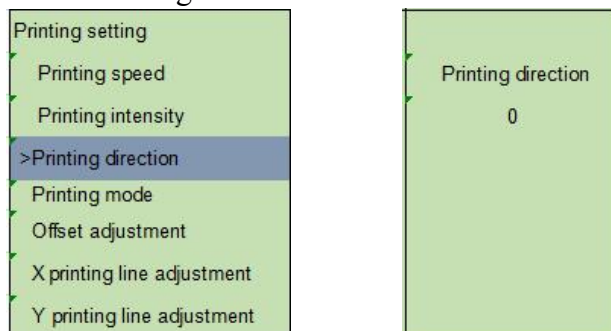 Printing setting
Printing speed
Printing intensity
>Printing direction
Printing mode
Offset adjustment
X printing line adjustment
Y printing line adjustment
Printing direction
0